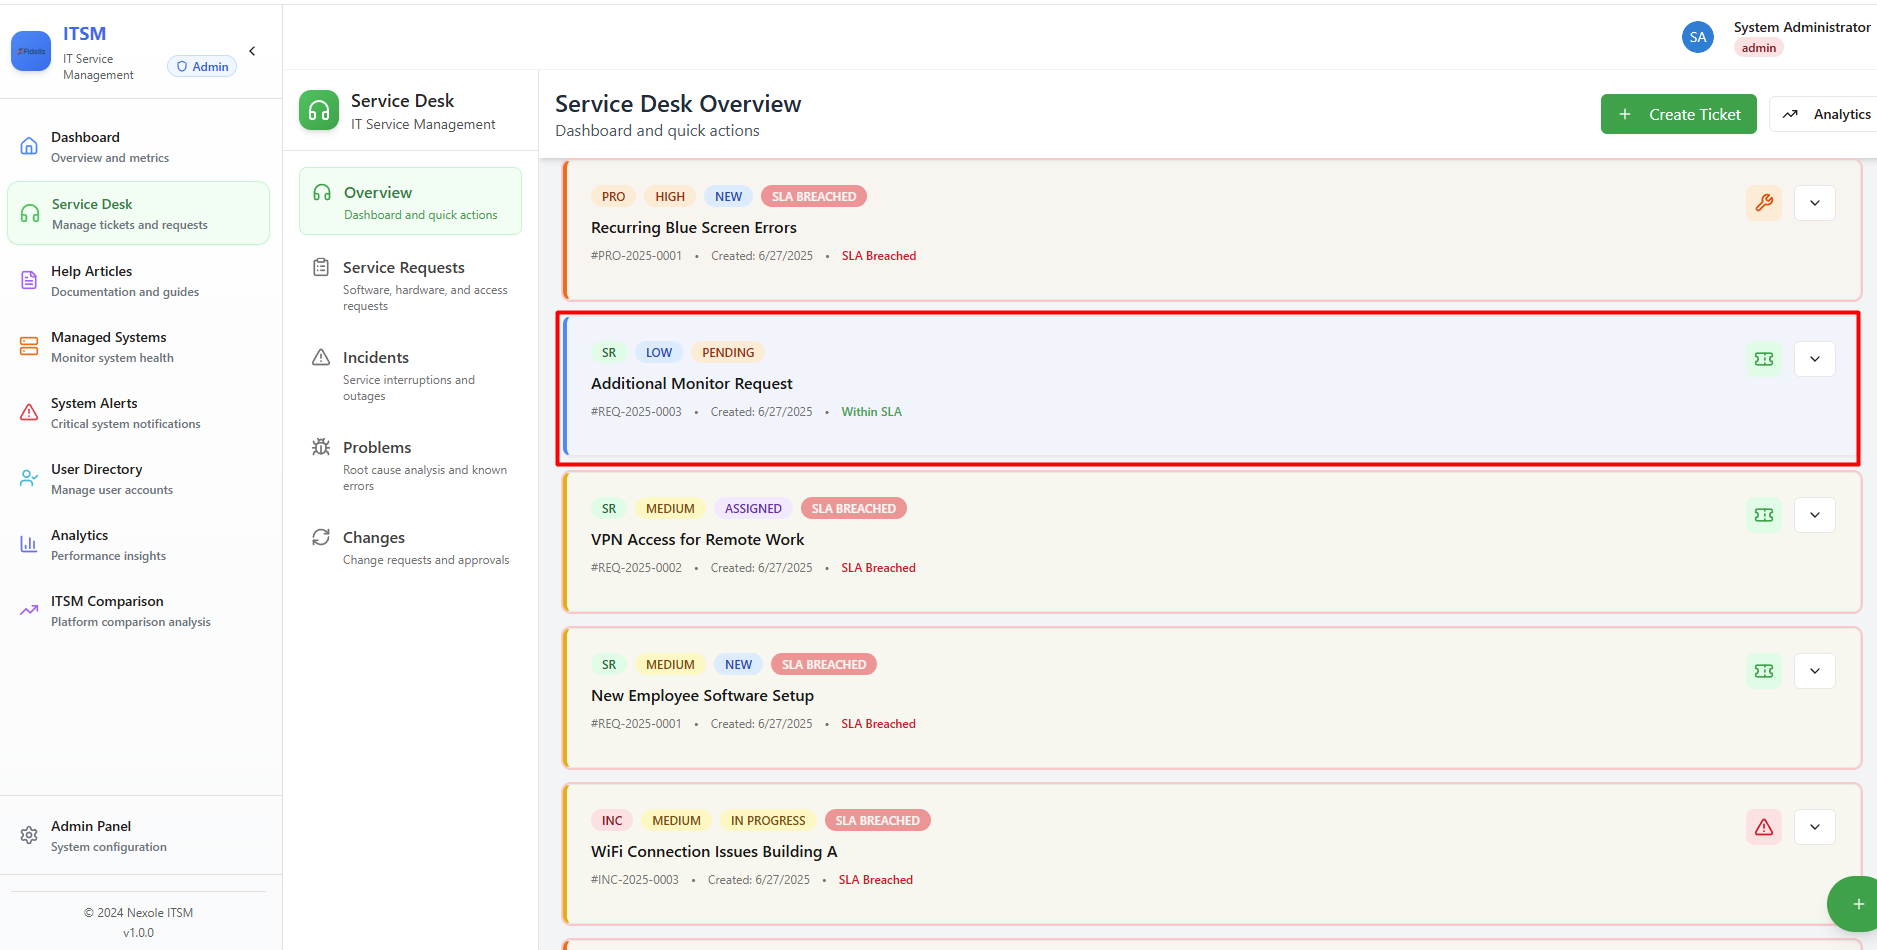 Fidelis
ITSM
IT Service
Management
Admin
Dashboard
Overview and metrics
Service Desk
Manage tickets and requests
Help Articles
Documentation and guides
Managed Systems
Monitor system health
System Alerts
Critical system notifications
User Directory
Manage user accounts
Analytics
Performance insights
ITSM Comparison
Platform comparison analysis
Admin Panel
System configuration
© 2024 Nexole ITSM
v1.0.0
Service Desk
IT Service Management
Overview
Dashboard and quick actions
Service Requests
Software, hardware, and access
requests
Incidents
Service interruptions and
outages
Problems
Root cause analysis and known
errors
Changes
Change requests and approvals
SA
System Administrator
admin
Service Desk Overview
Dashboard and quick actions
+ Create Ticket
Analytics
PRO HIGH NEW SLA BREACHED
Recurring Blue Screen Errors
#PRO-2025-0001 • Created: 6/27/2025 • SLA Breached
SR LOW PENDING
Additional Monitor Request
#REQ-2025-0003 • Created: 6/27/2025 • Within SLA
SR MEDIUM ASSIGNED SLA BREACHED
VPN Access for Remote Work
#REQ-2025-0002 • Created: 6/27/2025 • SLA Breached
SR MEDIUM NEW SLA BREACHED
New Employee Software Setup
#REQ-2025-0001 • Created: 6/27/2025 • SLA Breached
INC MEDIUM IN PROGRESS SLA BREACHED
WiFi Connection Issues Building A
#INC-2025-0003 • Created: 6/27/2025 • SLA Breached
+